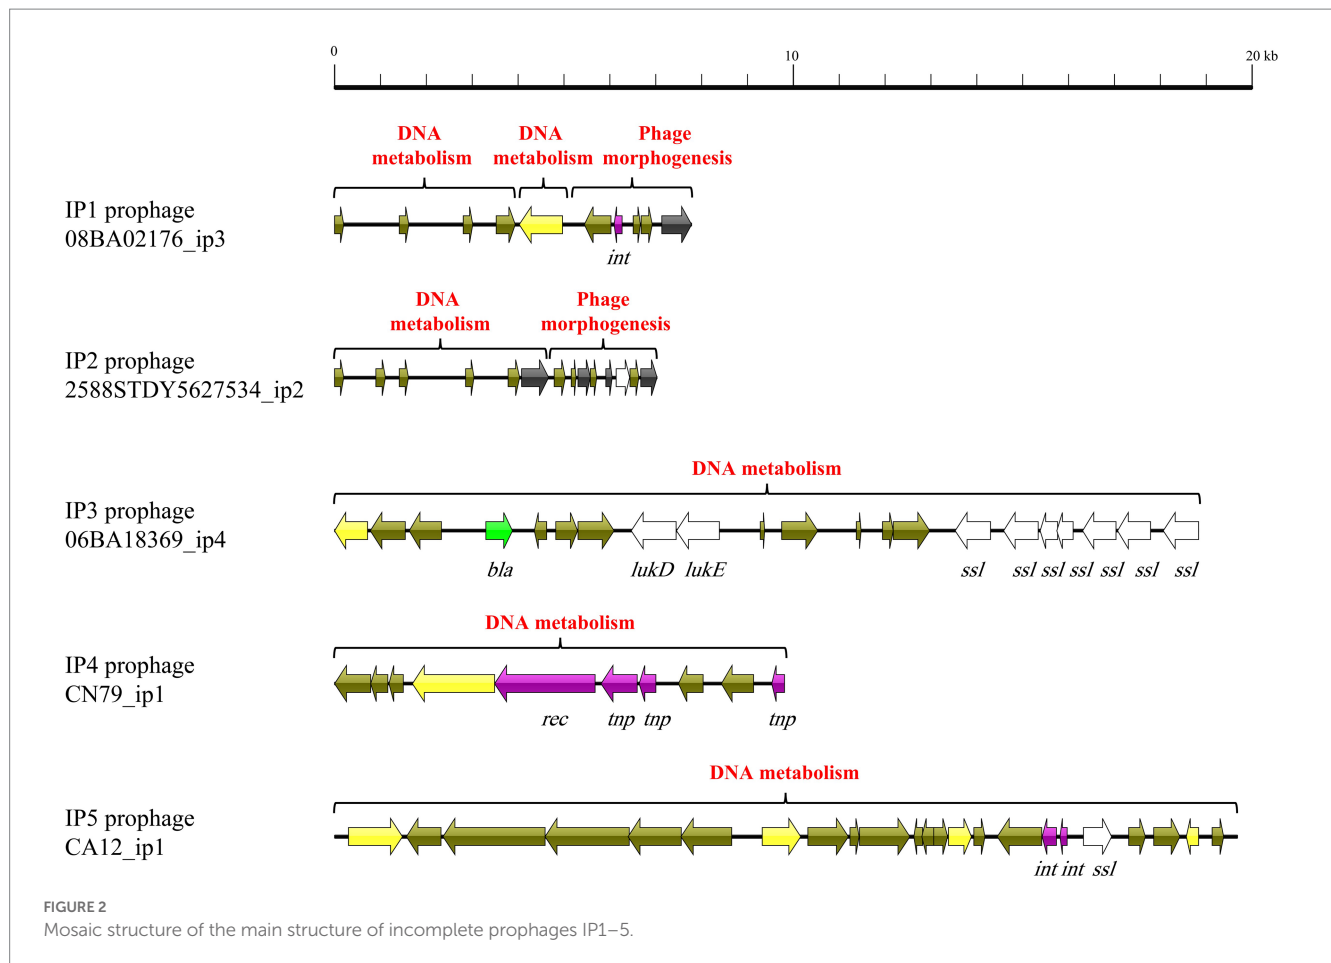 0 10 20 kb
DNA metabolism DNA metabolism Phage morphogenesis
IP1 prophage
08BA02176_ip3
int
DNA metabolism Phage morphogenesis
IP2 prophage
2588STDY5627534_ip2
DNA metabolism
IP3 prophage
06BA18369_ip4
bla lukD lukE ssl ssl ssl ssl ssl ssl ssl
DNA metabolism
IP4 prophage
CN79_ip1
rec tnp tnp tnp
DNA metabolism
IP5 prophage
CA12_ip1
int int ssl
FIGURE 2
Mosaic structure of the main structure of incomplete prophages IP1–5.